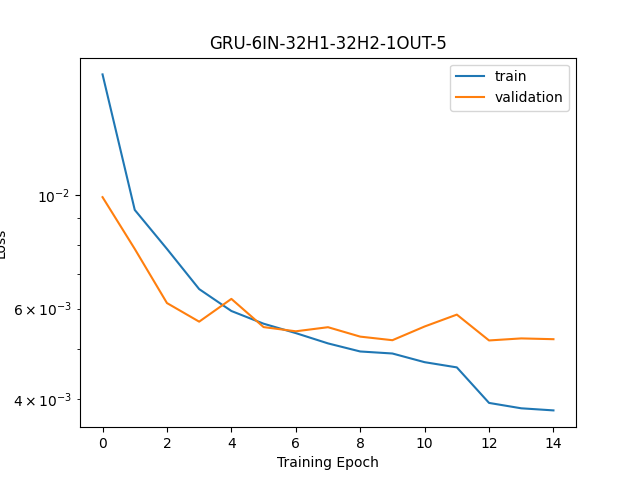 GRU-6IN-32H1-32H2-1OUT-5
train
validation
10⁻²
6 × 10⁻³
4 × 10⁻³
Loss
0 2 4 6 8 10 12 14
Training Epoch